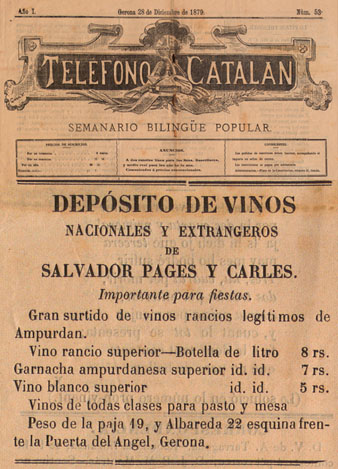 Año I.
Gerona 28 de Diciembre de 1879.
Núm. 53
TELÉFONO CATALAN
SEMANARIO BILINGÜE POPULAR.
ANUNCIOS.
DEPÓSITO DE VINOS
NACIONALES Y EXTRANGEROS
DE
SALVADOR PAGES Y CARLES.
Importante para fiestas.
Gran surtido de vinos rancios legítimos de
Ampurdan.
Vino rancio superior—Botella de litro 8 rs.
Garnacha ampurdanesa superior id. id. 7 rs.
Vino blanco superior id. id. 5 rs.
Vinos de todas clases para pasto y mesa
Peso de la paja 49, y Albareda 22 esquina fren-
te la Puerta del Angel, Gerona.